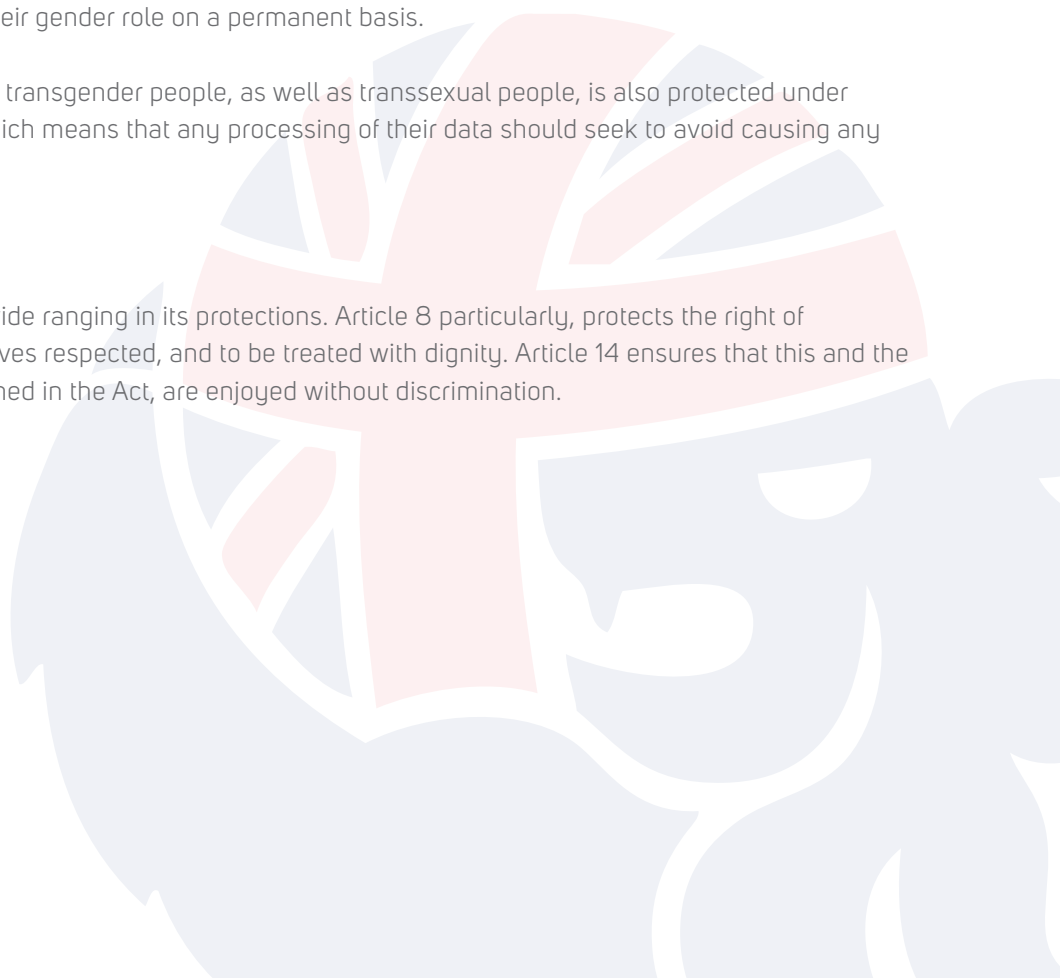 eir gender role on a permanent basis.
transgender people, as well as transsexual people, is also protected under
hich means that any processing of their data should seek to avoid causing any
ide ranging in its protections. Article 8 particularly, protects the right of
ves respected, and to be treated with dignity. Article 14 ensures that this and the
ned in the Act, are enjoyed without discrimination.